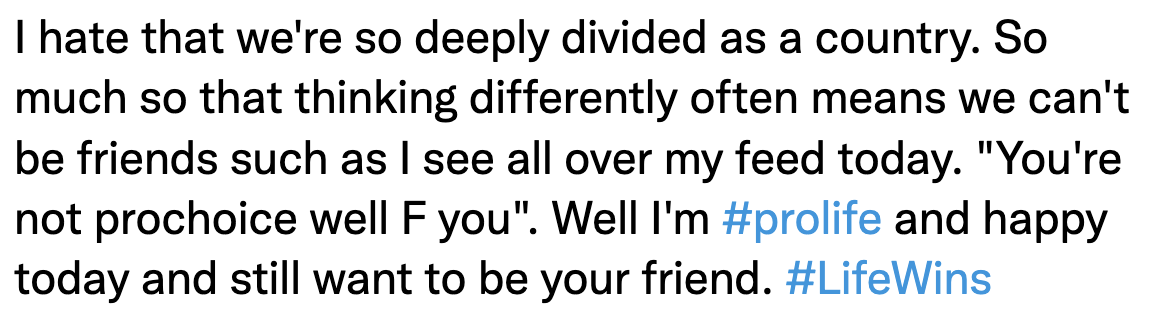 I hate that we're so deeply divided as a country. So
much so that thinking differently often means we can't
be friends such as I see all over my feed today. "You're
not prochoice well F you". Well I'm #prolife and happy
today and still want to be your friend. #LifeWins